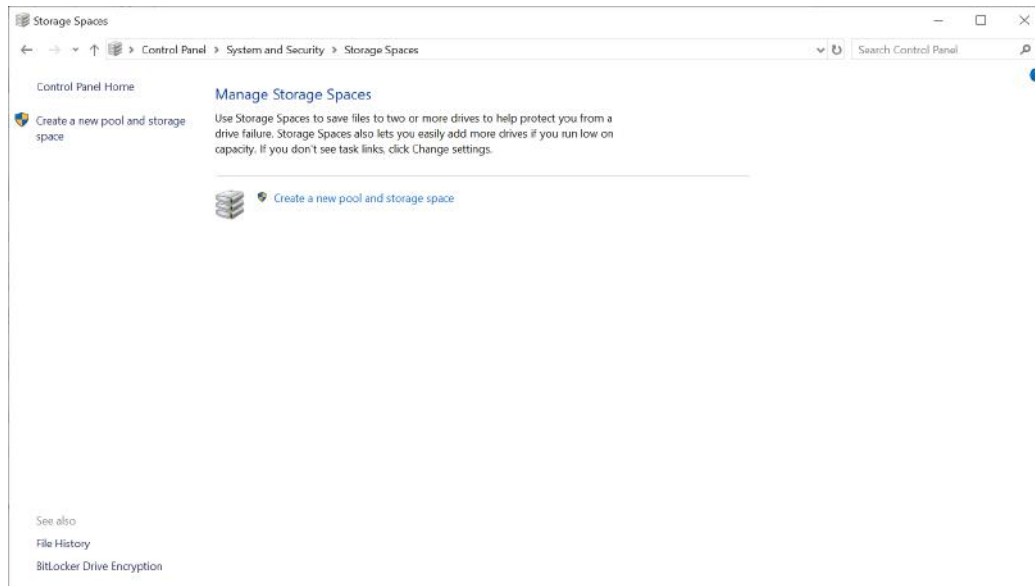 Storage Spaces
Control Panel > System and Security > Storage Spaces
Search Control Panel
Control Panel Home
Create a new pool and storage
space
Manage Storage Spaces
Use Storage Spaces to save files to two or more drives to help protect you from a
drive failure. Storage Spaces also lets you easily add more drives if you run low on
capacity. If you don't see task links, click Change settings.
Create a new pool and storage space
See also
File History
BitLocker Drive Encryption